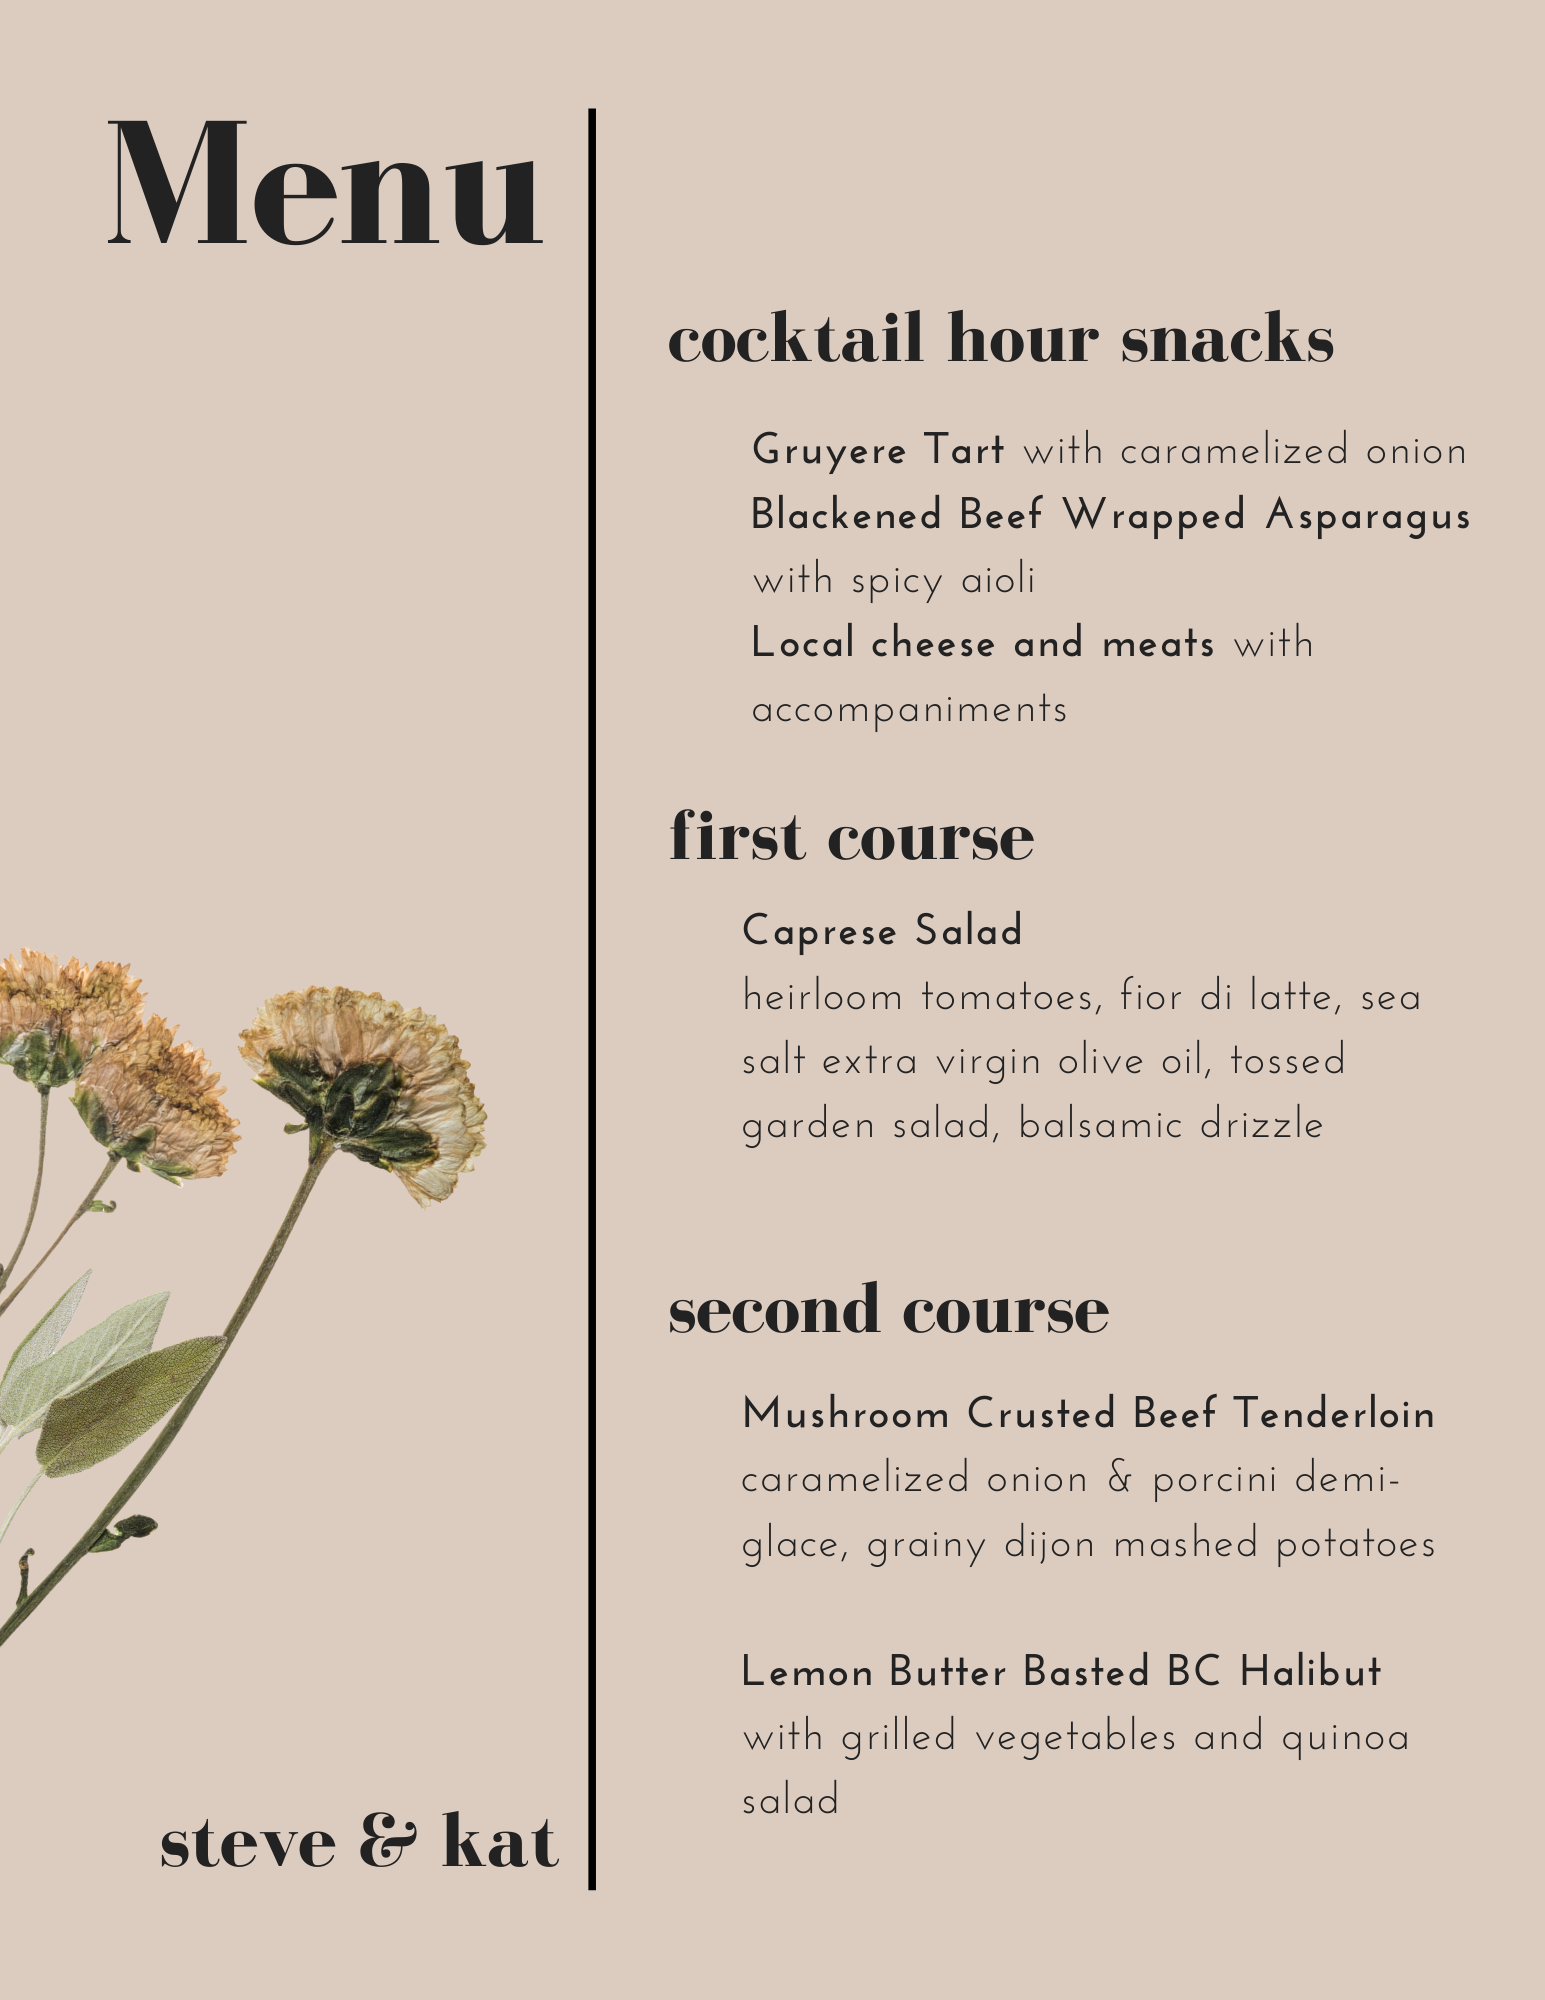 Menu
cocktail hour snacks
Gruyere Tart with caramelized onion
Blackened Beef Wrapped Asparagus
with spicy aioli
Local cheese and meats with
accompaniments
first course
Caprese Salad
heirloom tomatoes, fior di latte, sea
salt extra virgin olive oil, tossed
garden salad, balsamic drizzle
second course
Mushroom Crusted Beef Tenderloin
caramelized onion & porcini demi-
glace, grainy dijon mashed potatoes
Lemon Butter Basted BC Halibut
with grilled vegetables and quinoa
salad
steve & kat